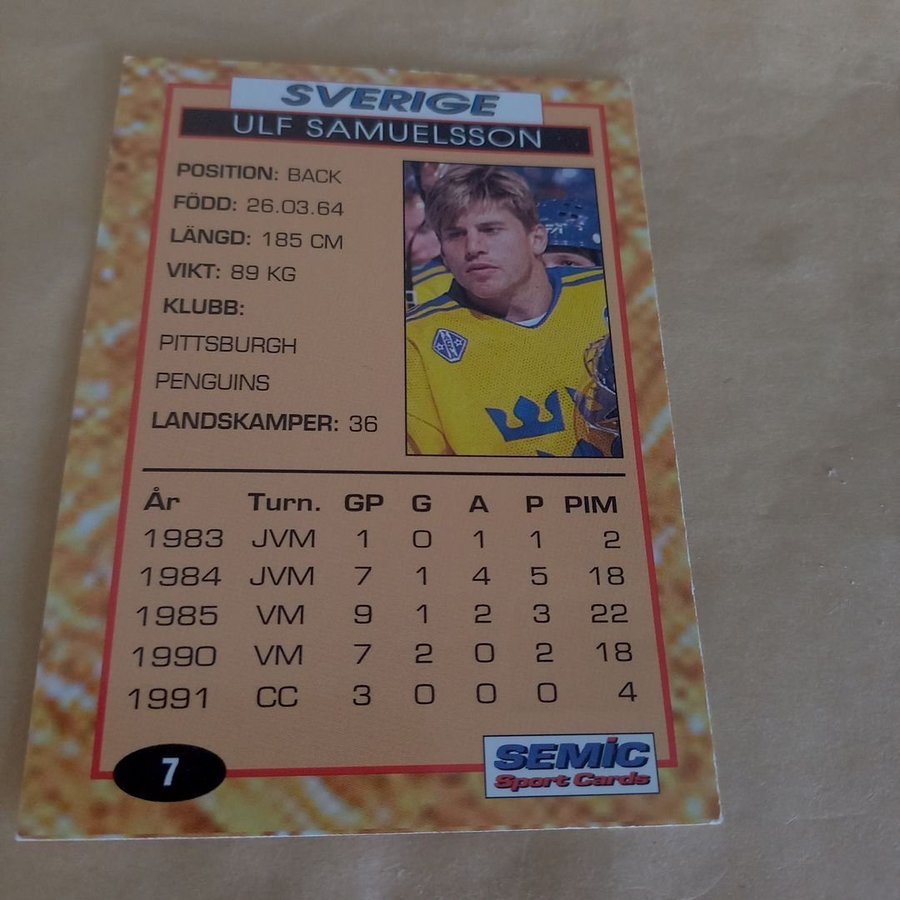 SVERIGE
ULF SAMUELSSON
POSITION: BACK
FÖDD: 26.03.64
LÄNGD: 185 CM
VIKT: 89 KG
KLUBB:
PITTSBURGH
PENGUINS
LANDSKAMPER: 36
År Turn. GP G A P PIM
1983 JVM 1 0 1 1 2
1984 JVM 7 1 4 5 18
1985 VM 9 1 2 3 22
1990 VM 7 2 0 2 18
1991 CC 3 0 0 0 4
7
SEMIC
Sport Cards